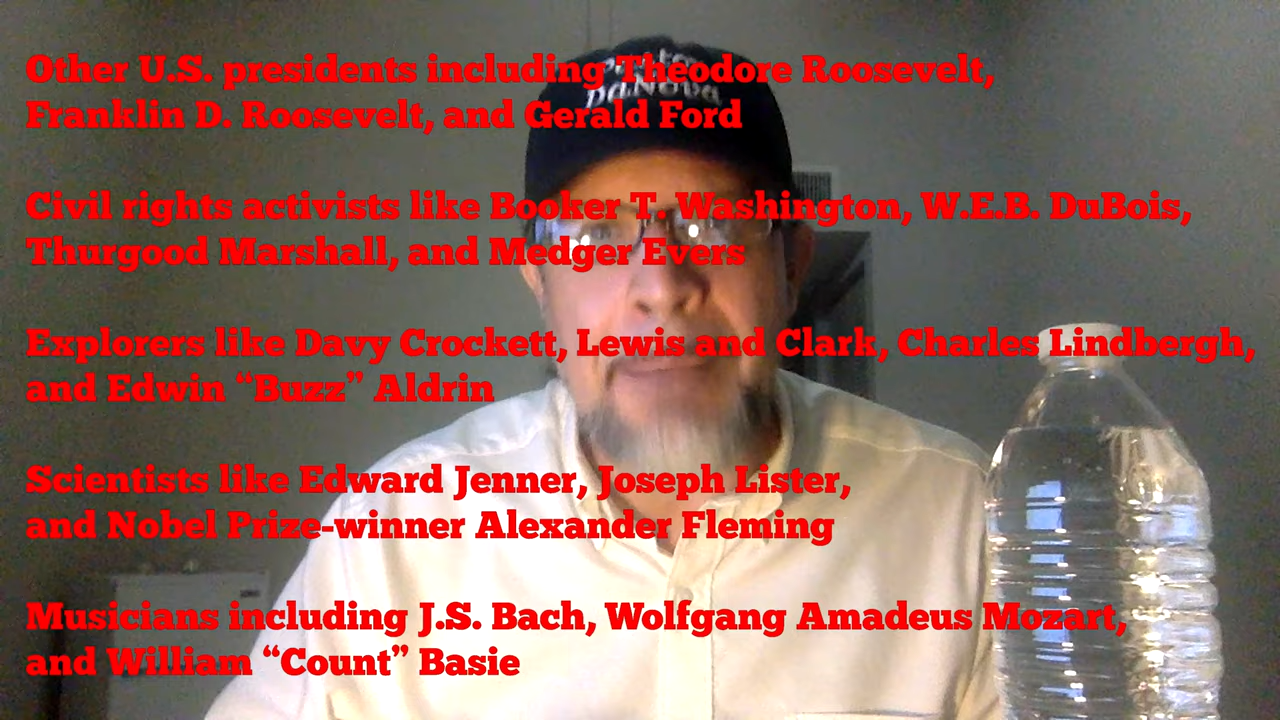 Other U.S. presidents including Theodore Roosevelt,
Franklin D. Roosevelt, and Gerald Ford
Civil rights activists like Booker T. Washington, W.E.B. DuBois,
Thurgood Marshall, and Medger Evers
Explorers like Davy Crockett, Lewis and Clark, Charles Lindbergh,
and Edwin “Buzz” Aldrin
Scientists like Edward Jenner, Joseph Lister,
and Nobel Prize-winner Alexander Fleming
Musicians including J.S. Bach, Wolfgang Amadeus Mozart,
and William “Count” Basie